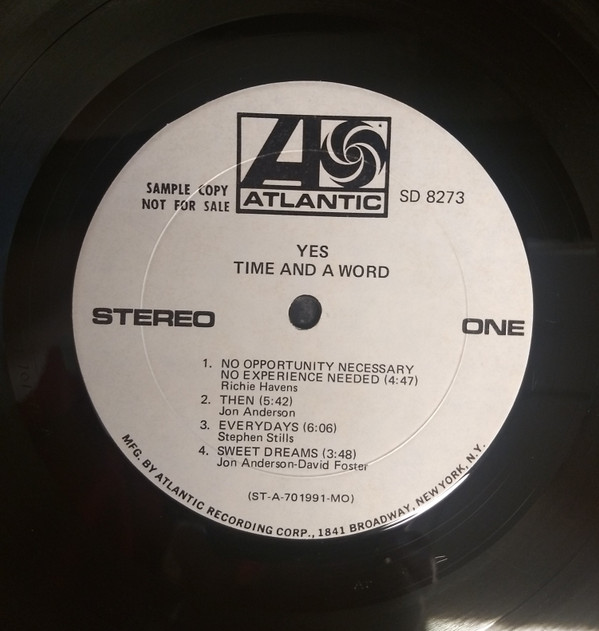 ATLANTIC
SAMPLE COPY
NOT FOR SALE
SD 8273
YES
TIME AND A WORD
STEREO
ONE
1. NO OPPORTUNITY NECESSARY
NO EXPERIENCE NEEDED (4:47)
Richie Havens
2. THEN (5:42)
Jon Anderson
3. EVERYDAYS (6:06)
Stephen Stills
4. SWEET DREAMS (3:48)
Jon Anderson-David Foster
(ST-A-701991-MO)
MFG. BY ATLANTIC RECORDING CORP., 1841 BROADWAY, NEW YORK, N.Y.